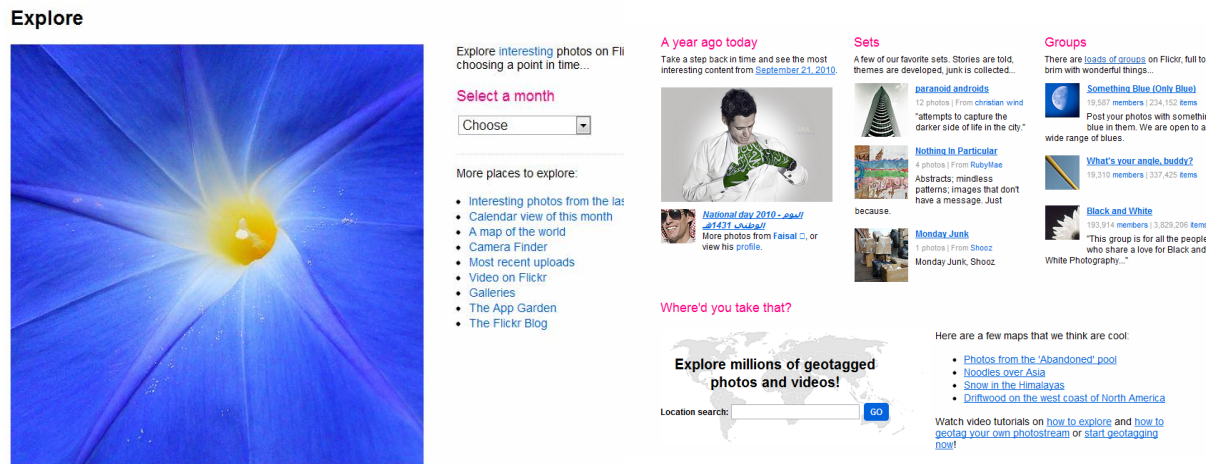 Explore
Explore interesting photos on Fli
choosing a point in time...
Select a month
Choose
More places to explore:
Interesting photos from the las
Calendar view of this month
A map of the world
Camera Finder
Most recent uploads
Video on Flickr
Galleries
The App Garden
The Flickr Blog
A year ago today
Take a step back in time and see the most
interesting content from September 21, 2010.
National day 2010 - اليوم
الوطني 1431هـ
More photos from Faisal, or
view his profile.
Sets
A few of our favorite sets. Stories are told,
themes are developed, junk is collected...
paranoid androids
12 photos | From christian wind
"attempts to capture the
darker side of life in the city."
Nothing In Particular
4 photos | From RubyMae
Abstracts; mindless
patterns; images that don't
have a message. Just
because.
Monday Junk
1 photos | From Shooz
Monday Junk, Shooz
Groups
There are loads of groups on Flickr, full to
brim with wonderful things...
Something Blue (Only Blue)
19,587 members | 234,152 items
Post your photos with somethin
blue in them. We are open to a
wide range of blues.
What's your angle, buddy?
19,310 members | 337,425 items
Black and White
193,914 members | 3,829,206 items
"This group is for all the people
who share a love for Black and
White Photography..."
Where'd you take that?
Explore millions of geotagged
photos and videos!
Location search: GO
Here are a few maps that we think are cool:
Photos from the 'Abandoned' pool
Noodles over Asia
Snow in the Himalayas
Driftwood on the west coast of North America
Watch video tutorials on how to explore and how to
geotag your own photostream or start geotagging
now!